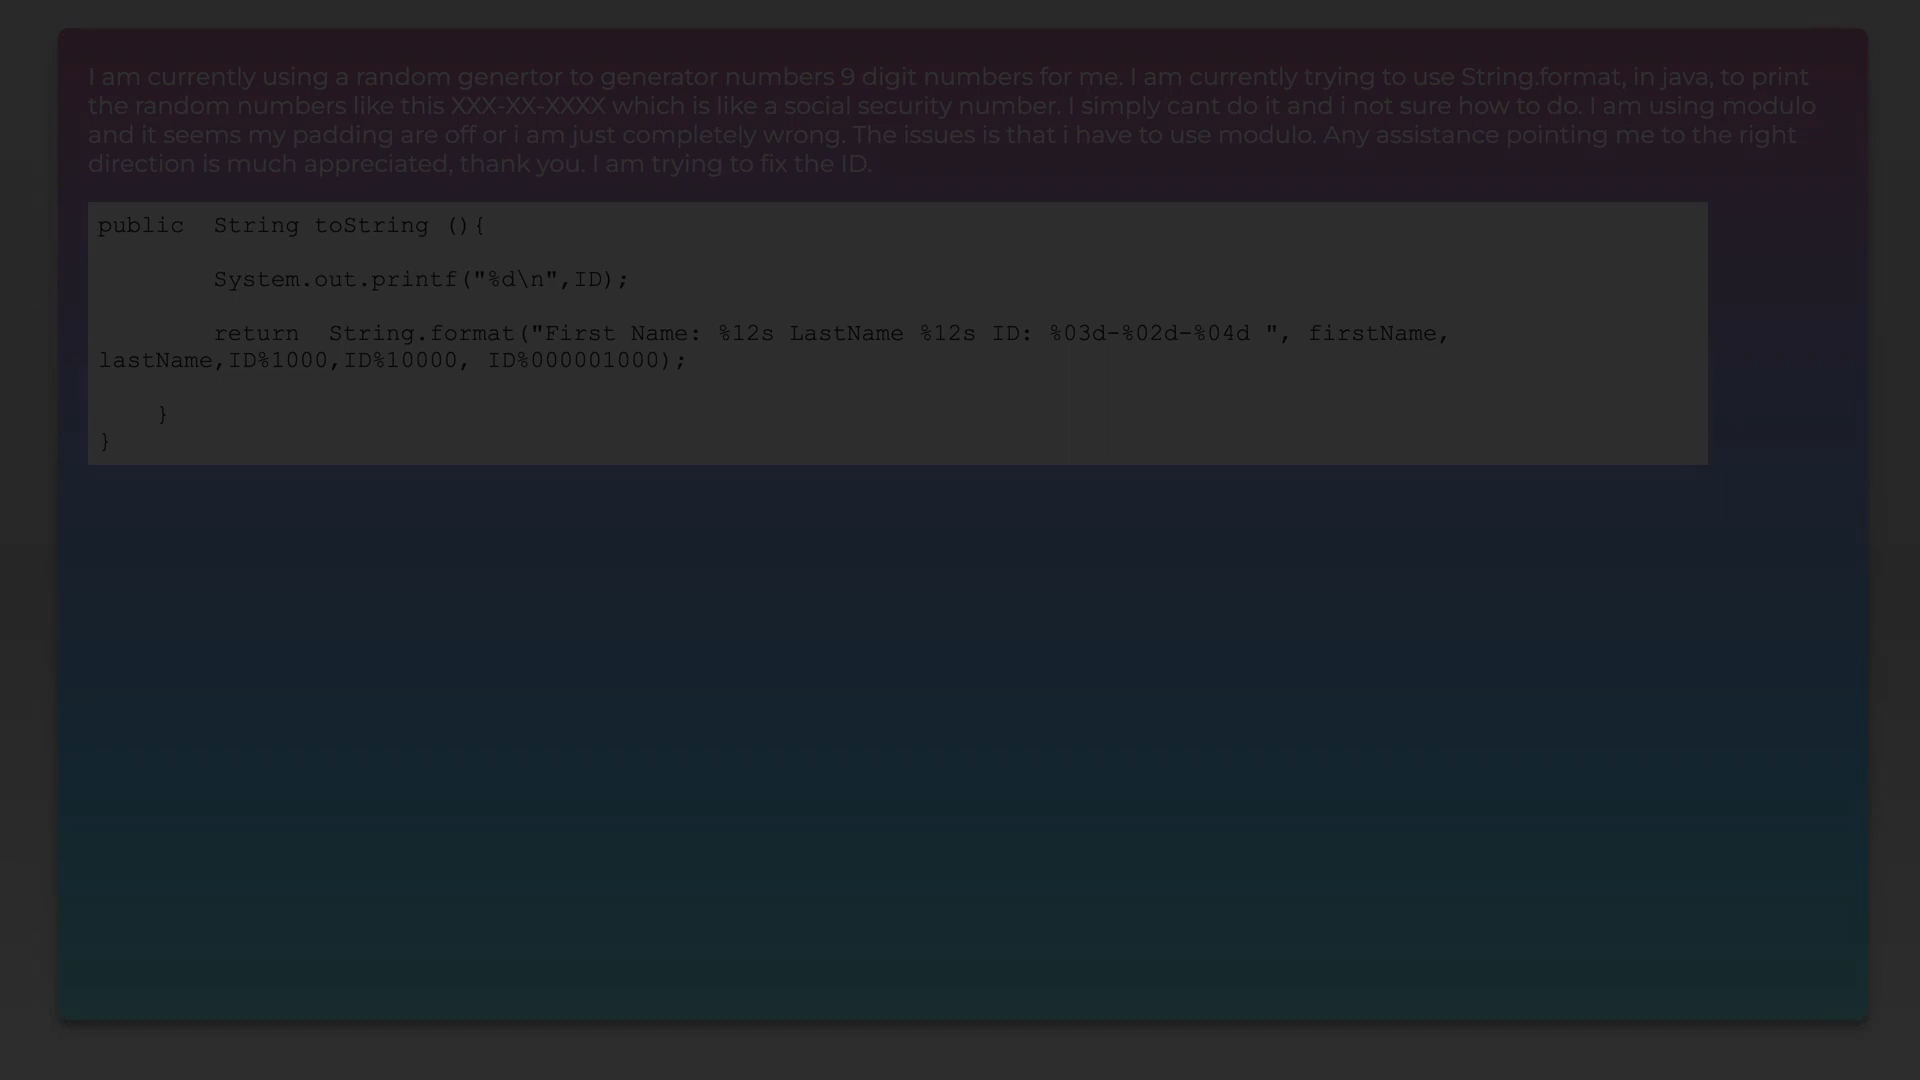 I am currently using a random genertor to generator numbers 9 digit numbers for me. I am currently trying to use String.format, in java, to print
the random numbers like this XXX-XX-XXXX which is like a social security number. I simply cant do it and i not sure how to do. I am using modulo
and it seems my padding are off or i am just completely wrong. The issues is that i have to use modulo. Any assistance pointing me to the right
direction is much appreciated, thank you. I am trying to fix the ID.
public  String toString (){
        System.out.printf("%d\n",ID);
        return  String.format("First Name: %12s LastName %12s ID: %03d-%02d-%04d ", firstName,
lastName,ID%1000,ID%10000, ID%000001000);
    }
}